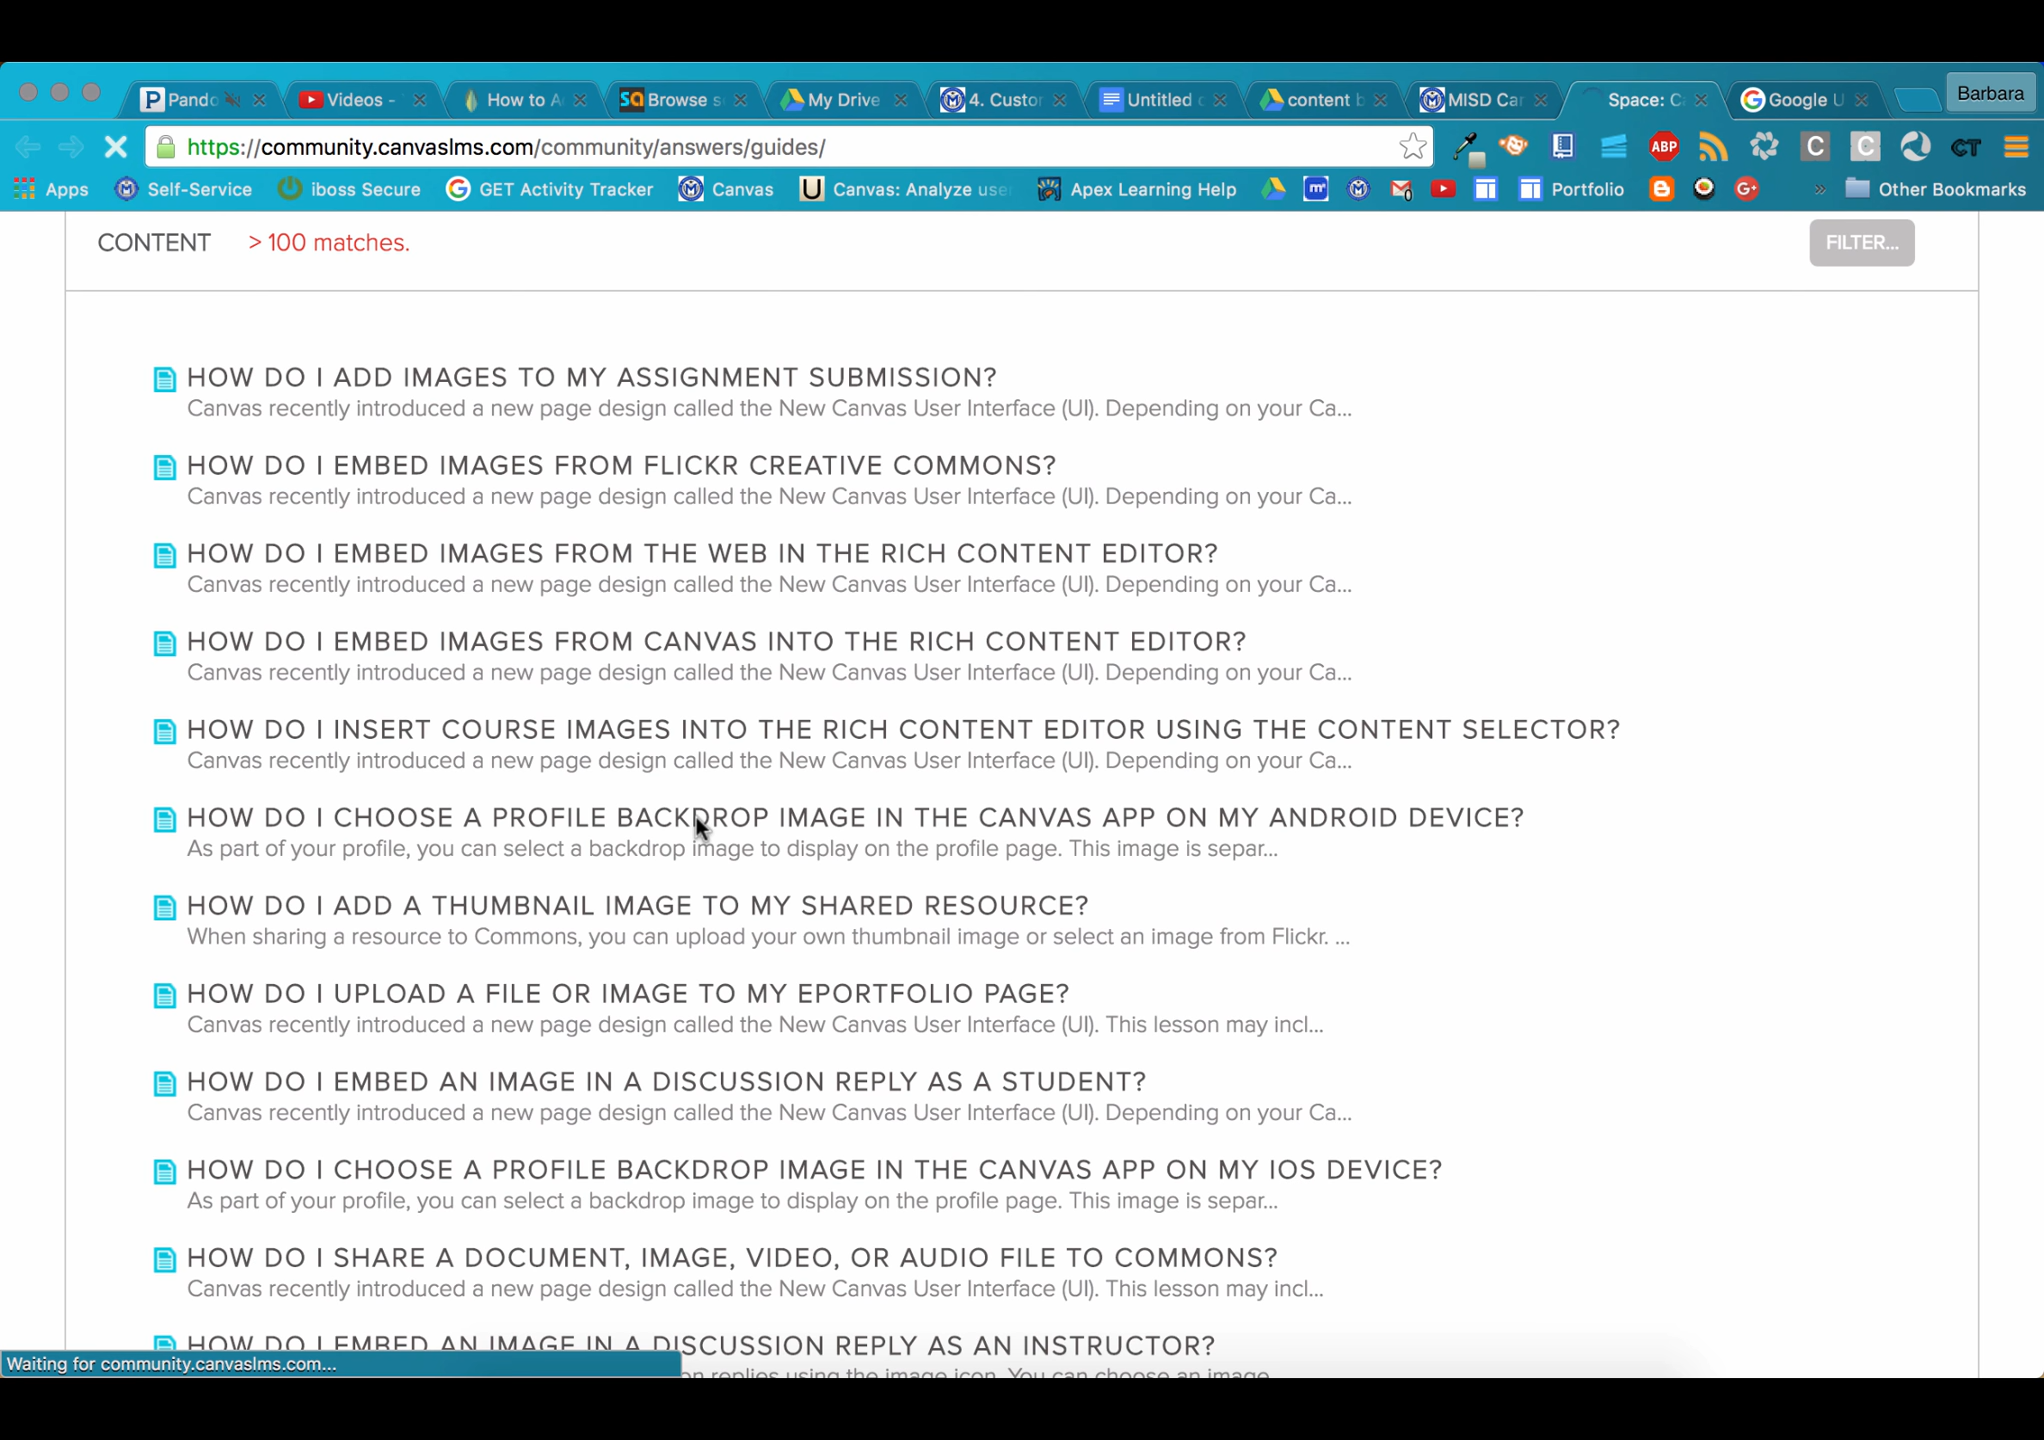 Pando
Videos -
How to A
Browse s
My Drive
4. Custor
Untitled
content b
MISD Car
Space: C
Google U
Barbara
https://community.canvaslms.com/community/answers/guides/
ABP
CT
Apps
Self-Service
iboss Secure
GET Activity Tracker
Canvas
Canvas: Analyze use
Apex Learning Help
Portfolio
»
Other Bookmarks
CONTENT > 100 matches.
FILTER...
HOW DO I ADD IMAGES TO MY ASSIGNMENT SUBMISSION?
Canvas recently introduced a new page design called the New Canvas User Interface (UI). Depending on your Ca...
HOW DO I EMBED IMAGES FROM FLICKR CREATIVE COMMONS?
Canvas recently introduced a new page design called the New Canvas User Interface (UI). Depending on your Ca...
HOW DO I EMBED IMAGES FROM THE WEB IN THE RICH CONTENT EDITOR?
Canvas recently introduced a new page design called the New Canvas User Interface (UI). Depending on your Ca...
HOW DO I EMBED IMAGES FROM CANVAS INTO THE RICH CONTENT EDITOR?
Canvas recently introduced a new page design called the New Canvas User Interface (UI). Depending on your Ca...
HOW DO I INSERT COURSE IMAGES INTO THE RICH CONTENT EDITOR USING THE CONTENT SELECTOR?
Canvas recently introduced a new page design called the New Canvas User Interface (UI). Depending on your Ca...
HOW DO I CHOOSE A PROFILE BACKDROP IMAGE IN THE CANVAS APP ON MY ANDROID DEVICE?
As part of your profile, you can select a backdrop image to display on the profile page. This image is separ...
HOW DO I ADD A THUMBNAIL IMAGE TO MY SHARED RESOURCE?
When sharing a resource to Commons, you can upload your own thumbnail image or select an image from Flickr. ...
HOW DO I UPLOAD A FILE OR IMAGE TO MY EPORTFOLIO PAGE?
Canvas recently introduced a new page design called the New Canvas User Interface (UI). This lesson may incl...
HOW DO I EMBED AN IMAGE IN A DISCUSSION REPLY AS A STUDENT?
Canvas recently introduced a new page design called the New Canvas User Interface (UI). Depending on your Ca...
HOW DO I CHOOSE A PROFILE BACKDROP IMAGE IN THE CANVAS APP ON MY IOS DEVICE?
As part of your profile, you can select a backdrop image to display on the profile page. This image is separ...
HOW DO I SHARE A DOCUMENT, IMAGE, VIDEO, OR AUDIO FILE TO COMMONS?
Canvas recently introduced a new page design called the New Canvas User Interface (UI). This lesson may incl...
HOW DO I EMBED AN IMAGE IN A DISCUSSION REPLY AS AN INSTRUCTOR?
Waiting for community.canvaslms.com...
on replies using the image icon. You can choose an image